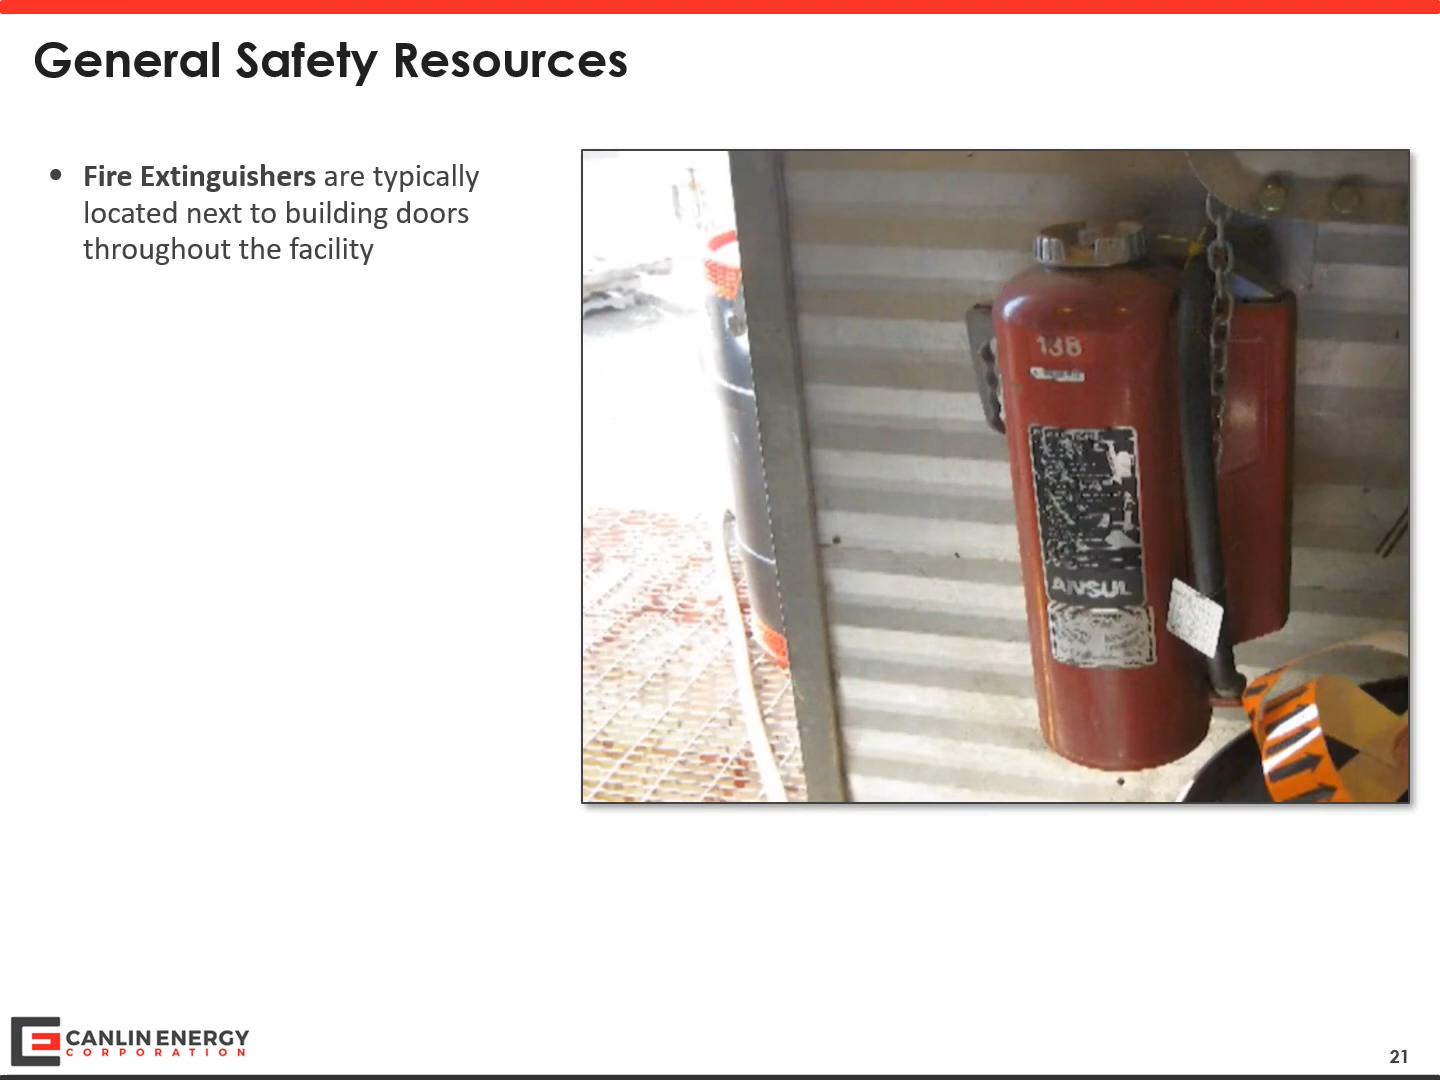 General Safety Resources
• Fire Extinguishers are typically
located next to building doors
throughout the facility
138
ANSUL
CANLIN ENERGY
CORPORATION
21